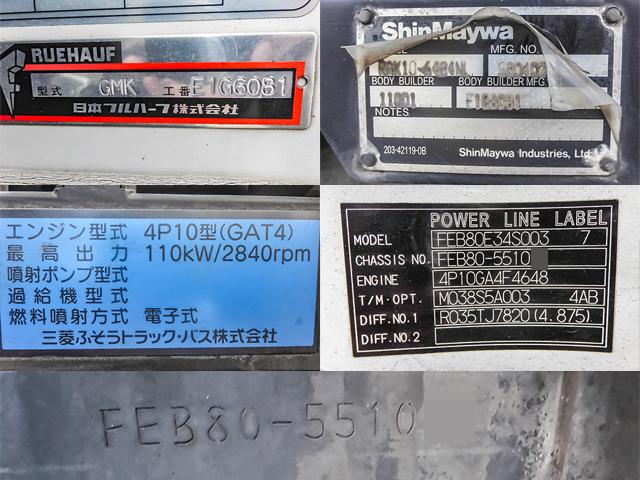 RUEHAUF
型式 GMK 工番 E1G6081
日本フルハーフ株式会社
ShinMaywa
MFG. NO.
BODY BUILDER BODY BUILDER MFG.
11801 E1G6081
NOTES
203-42119-0B ShinMaywa Industries, Ltd.
エンジン型式 4P10型(GAT4)
最高出力 110kW/2840rpm
噴射ポンプ型式
過給機型式
燃料噴射方式 電子式
三菱ふそうトラック・バス株式会社
POWER LINE LABEL
MODEL FEB80E34S003 7
CHASSIS NO. FEB80-5510
ENGINE 4P10GA4F4648
T/M·OPT. M038S5A003 4AB
DIFF.NO.1 R035TJ7820(4.875)
DIFF.NO.2
FEB80-5510